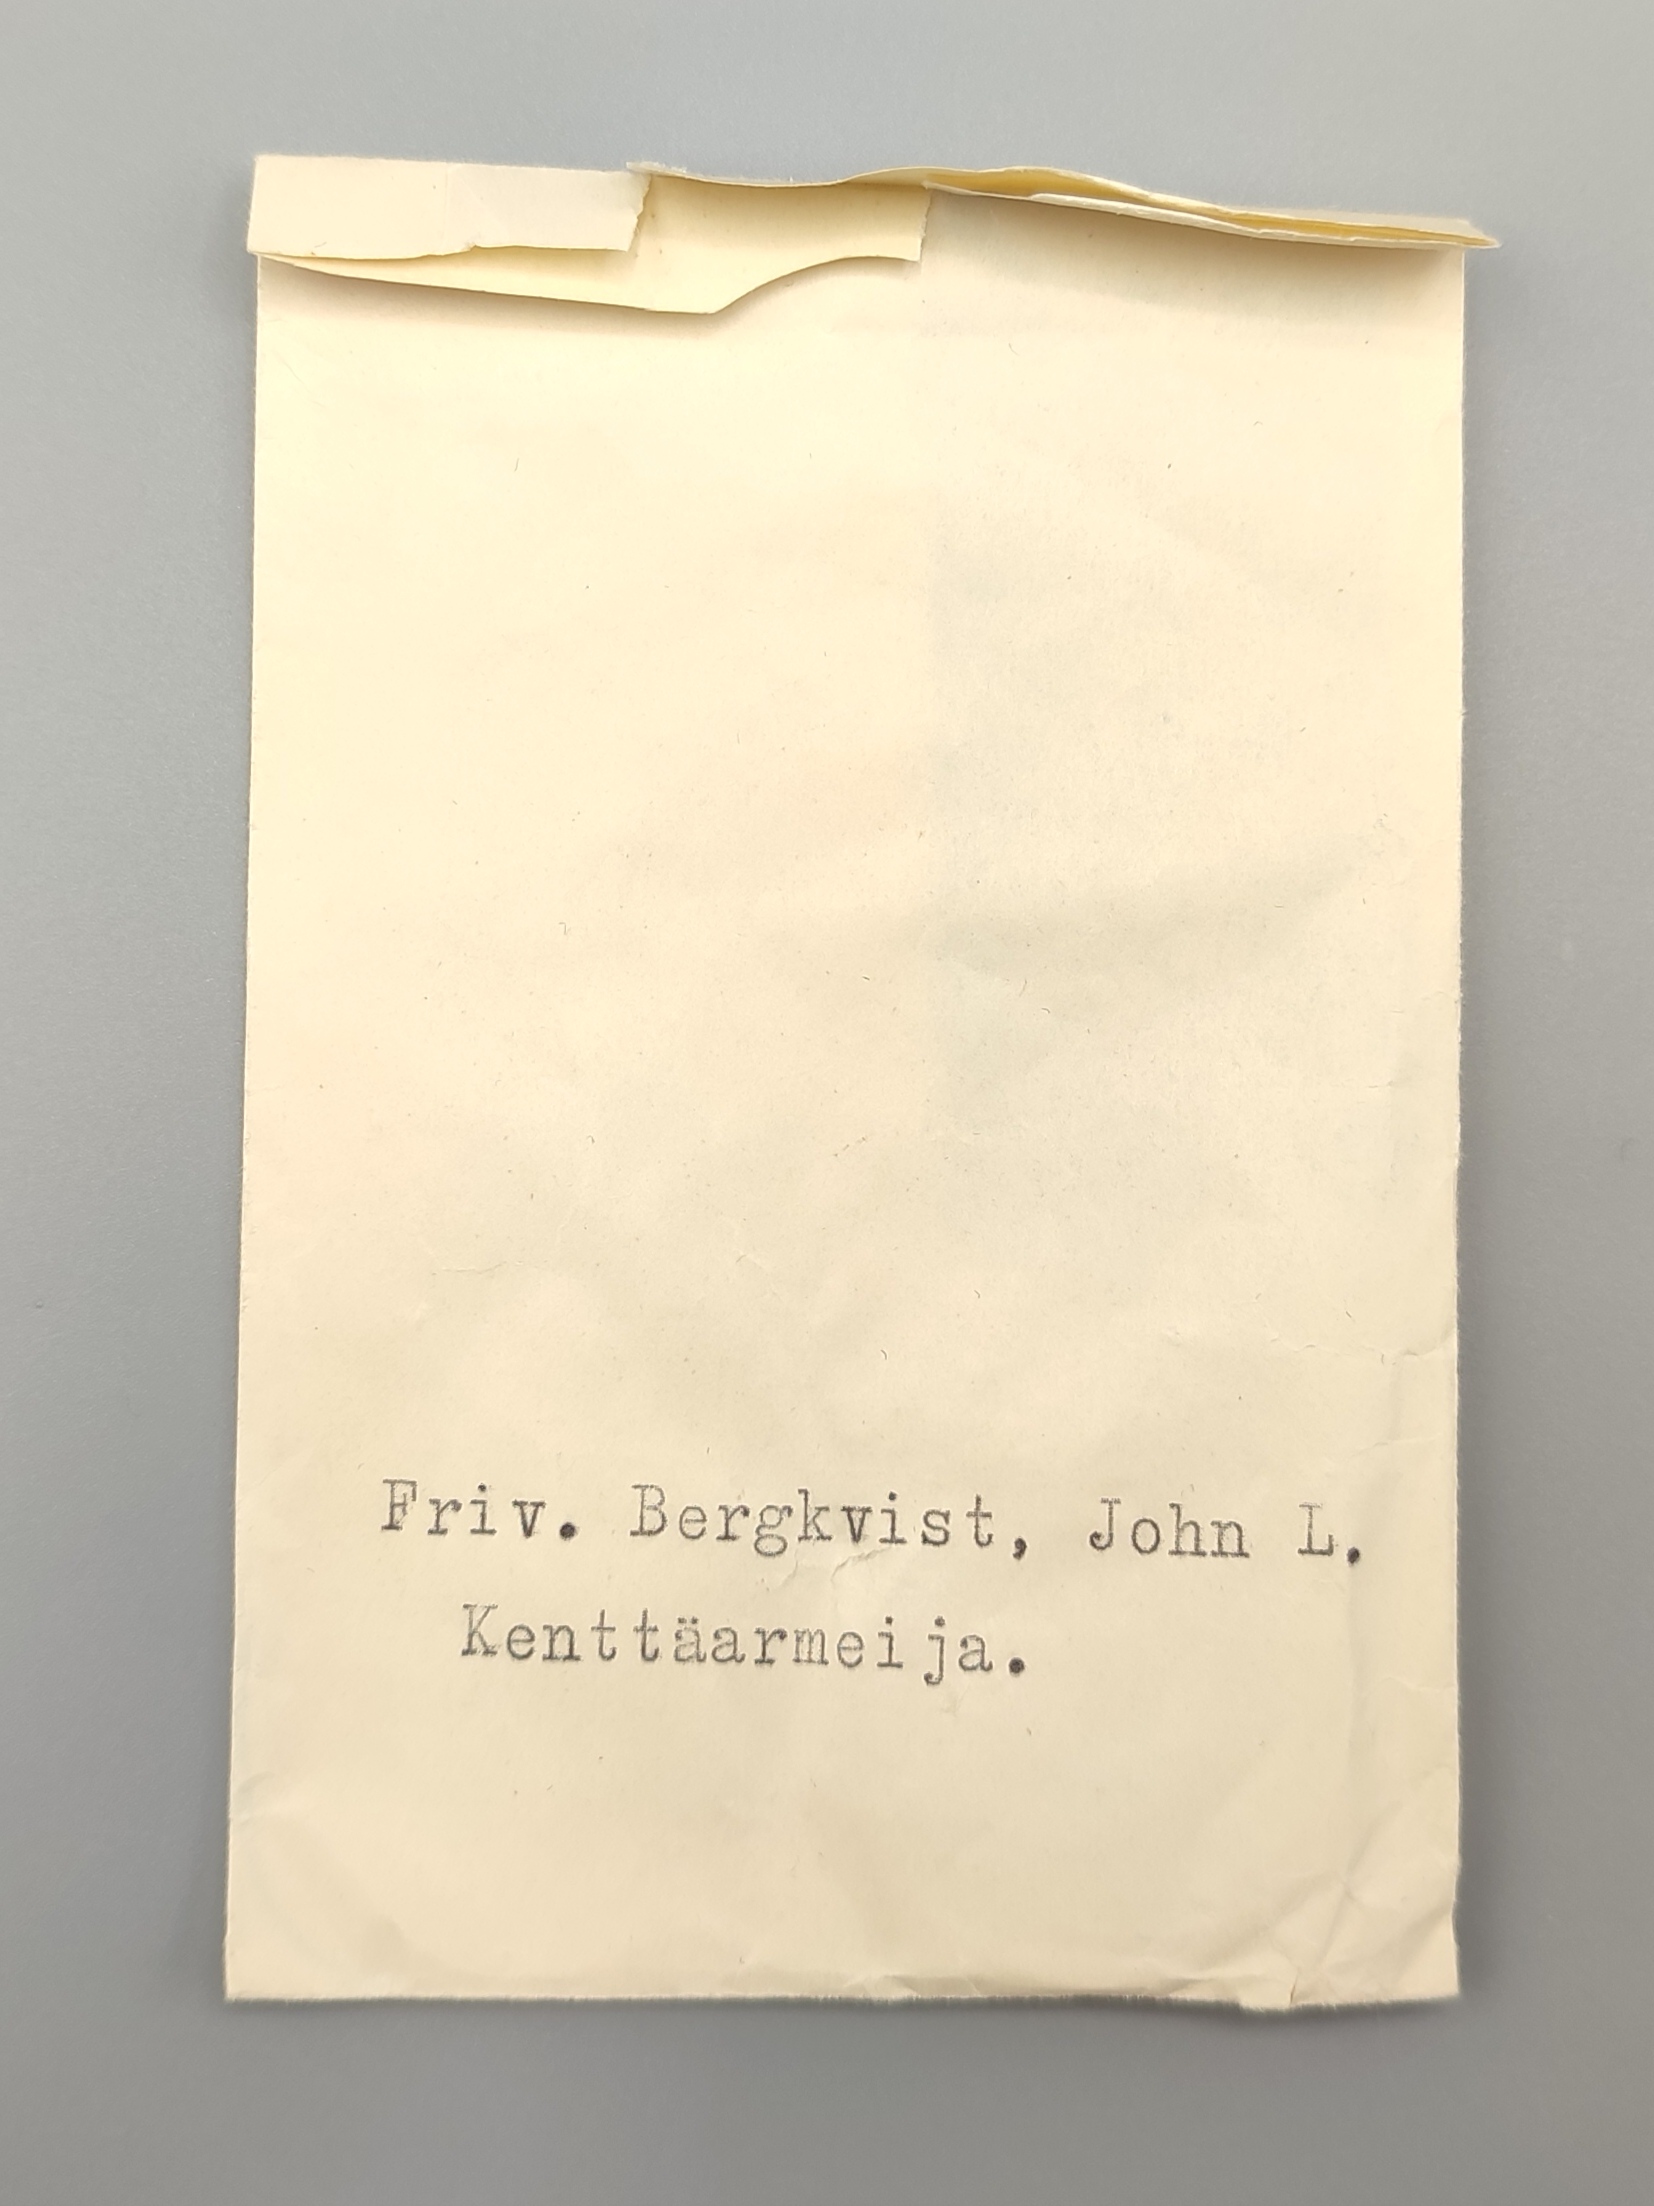 Friv. Bergkvist, John L.
Kenttäarmeija.